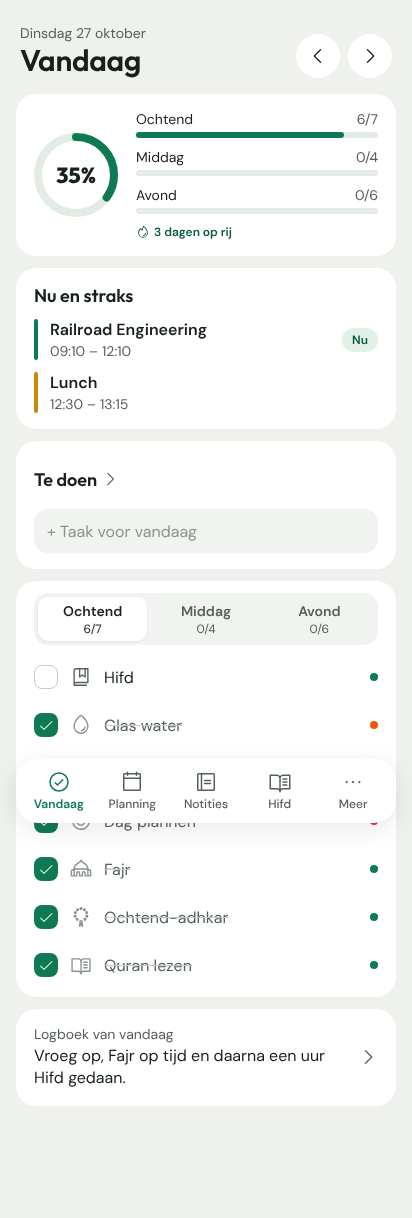 Dinsdag 27 oktober
Vandaag
35%
Ochtend 6/7
Middag 0/4
Avond 0/6
3 dagen op rij
Nu en straks
Railroad Engineering
09:10 – 12:10
Nu
Lunch
12:30 – 13:15
Te doen
+ Taak voor vandaag
Ochtend Middag Avond
6/7 0/4 0/6
Hifd
Glas water
Vandaag Planning Notities Hifd Meer
Dag plannen
Fajr
Ochtend-adhkar
Quran lezen
Logboek van vandaag
Vroeg op, Fajr op tijd en daarna een uur
Hifd gedaan.